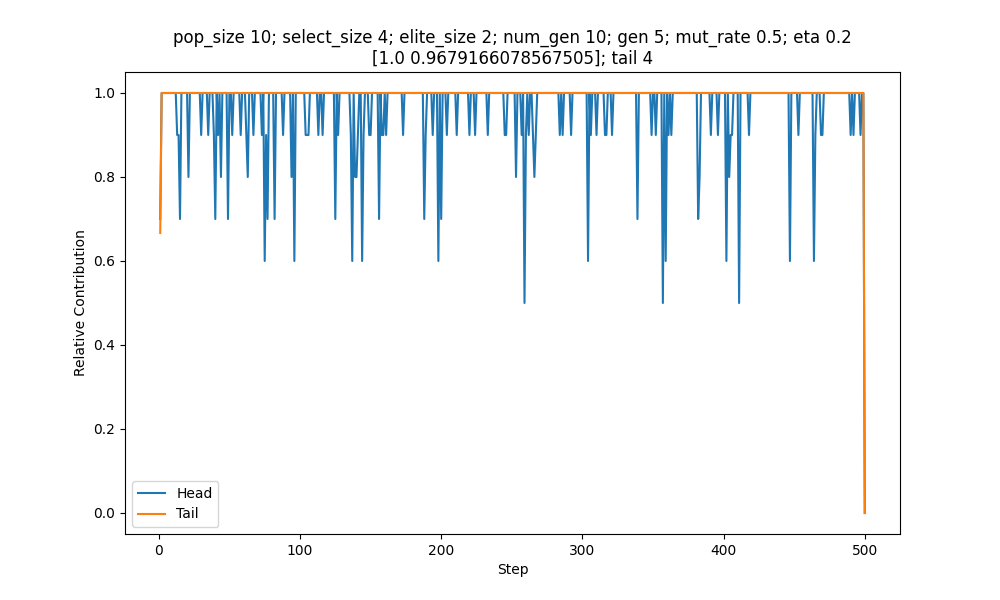 pop_size 10; select_size 4; elite_size 2; num_gen 10; gen 5; mut_rate 0.5; eta 0.2
[1.0 0.9679166078567505]; tail 4
1.0
0.8
0.6
0.4
0.2
0.0
Relative Contribution
Head
Tail
0
100
200
300
400
500
Step